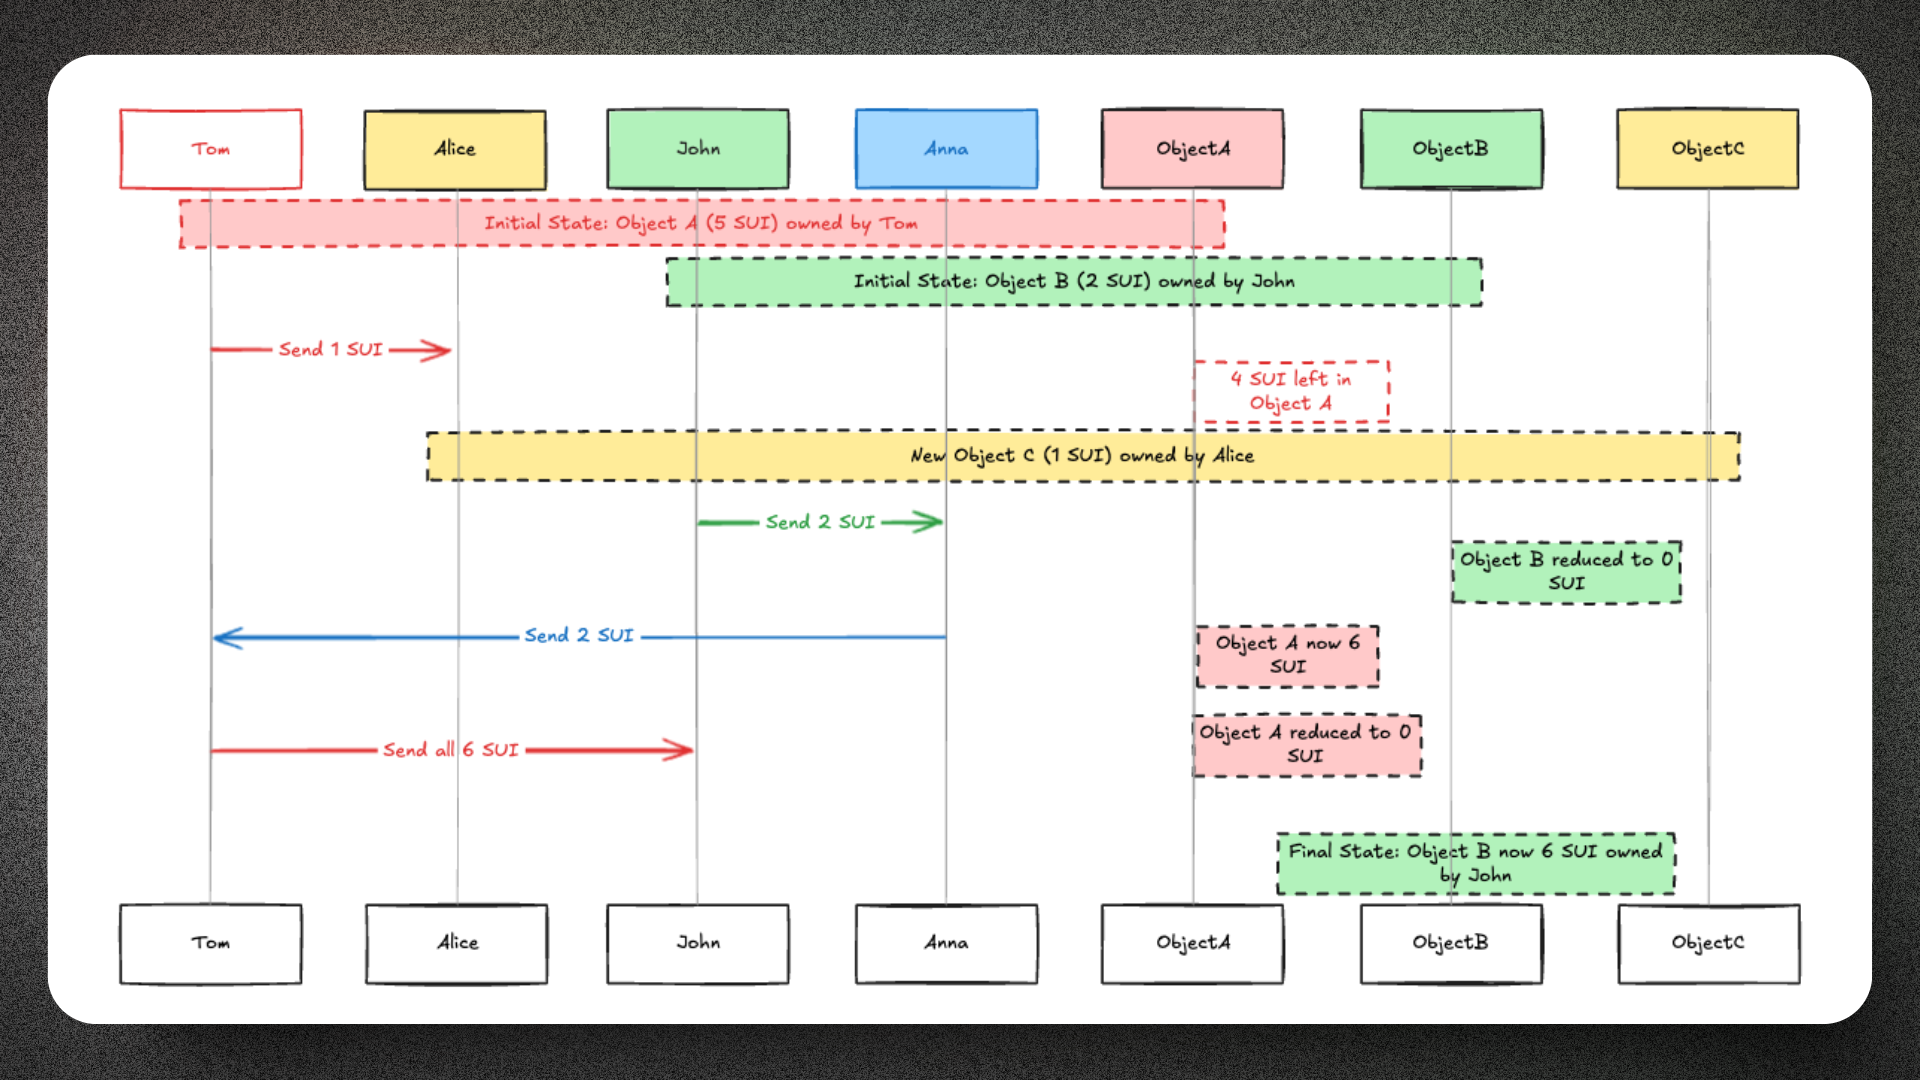 Tom
Alice
John
Anna
ObjectA
ObjectB
ObjectC
Initial State: Object A (5 SUI) owned by Tom
Initial State: Object B (2 SUI) owned by John
Send 1 SUI
4 SUI left in
Object A
New Object C (1 SUI) owned by Alice
Send 2 SUI
Object B reduced to 0
SUI
Send 2 SUI
Object A now 6
SUI
Send all 6 SUI
Object A reduced to 0
SUI
Final State: Object B now 6 SUI owned
by John
Tom
Alice
John
Anna
ObjectA
ObjectB
ObjectC